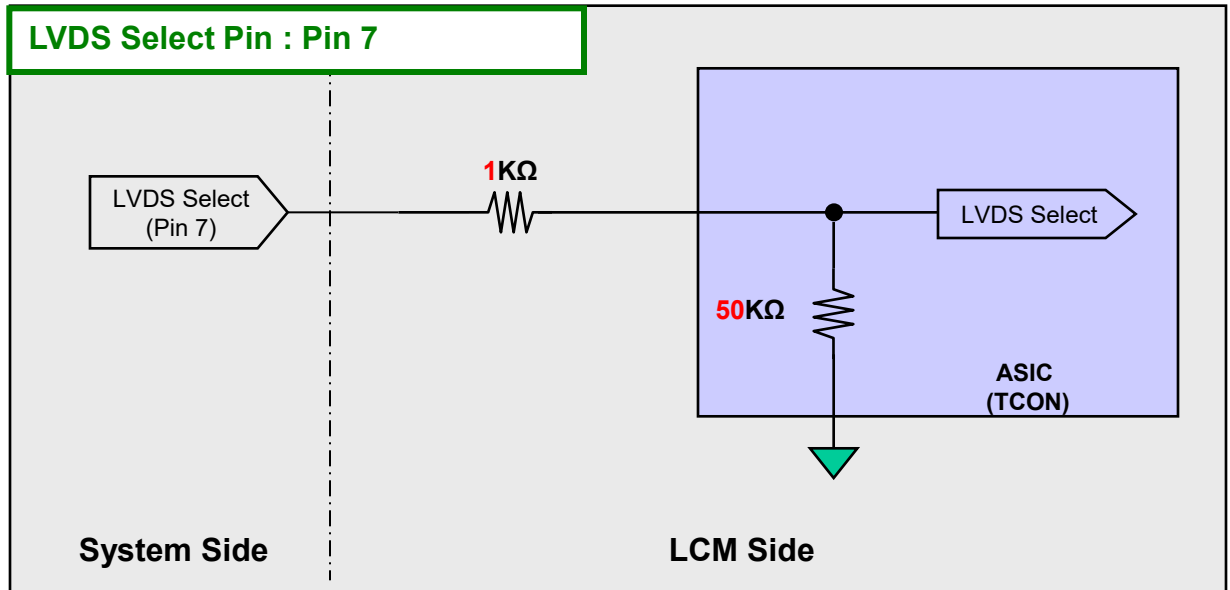 LVDS Select Pin : Pin 7
1KΩ
LVDS Select
(Pin 7)
LVDS Select
50KΩ
ASIC
(TCON)
System Side
LCM Side